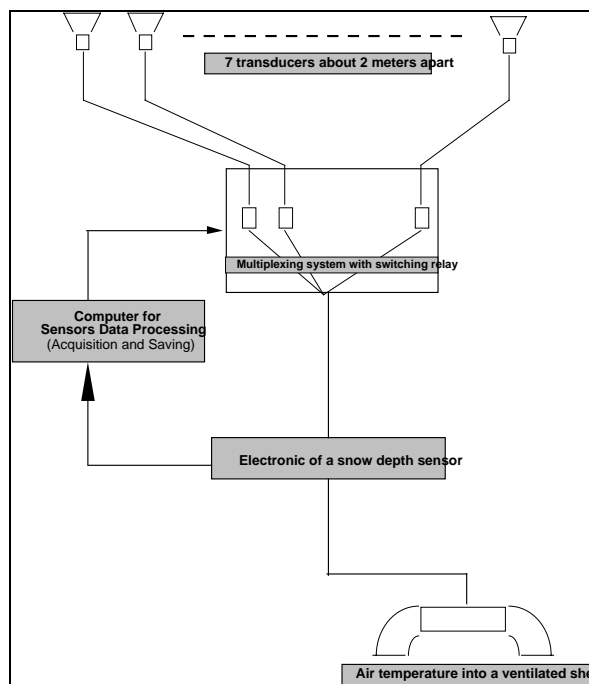 7 transducers about 2 meters apart
Multiplexing system with switching relay
Computer for
Sensors Data Processing
(Acquisition and Saving)
Electronic of a snow depth sensor
Air temperature into a ventilated she